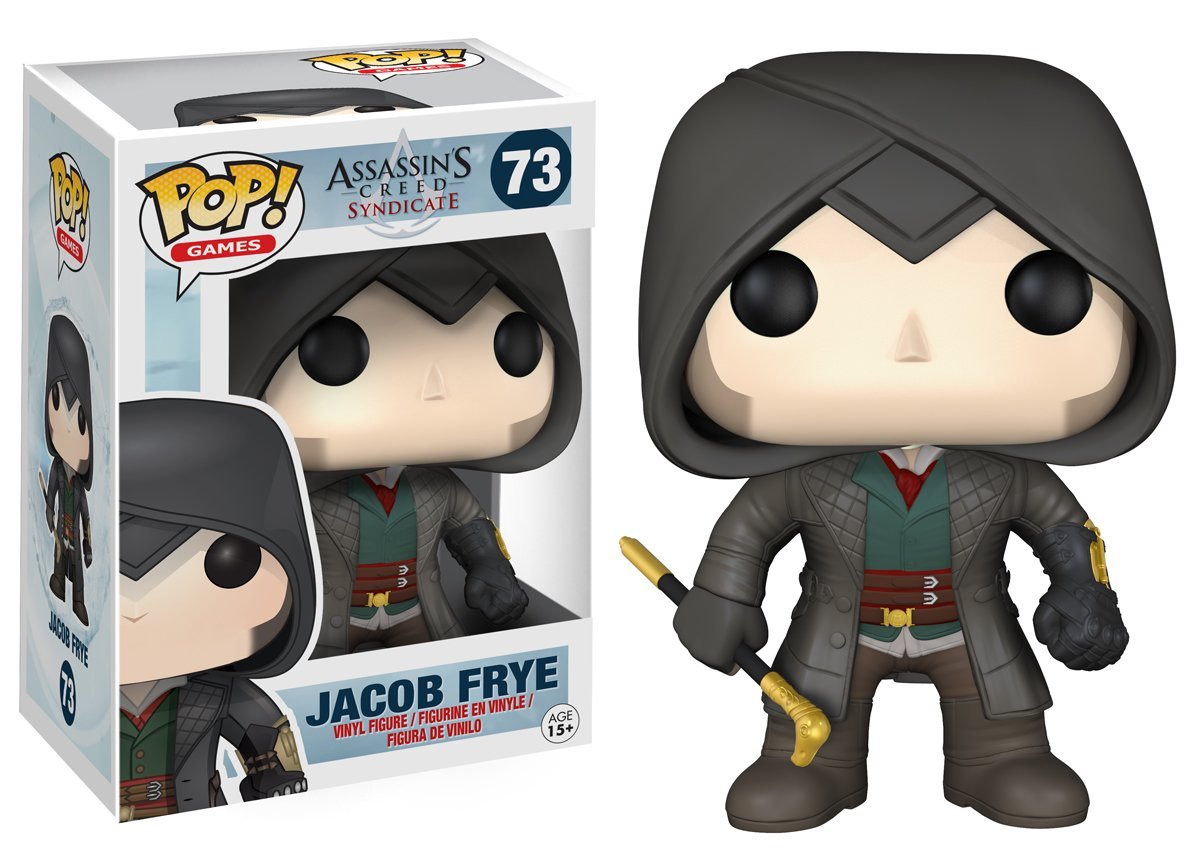 POP!
GAMES
POP!
GAMES
JACOB FRYE
73
POP!
GAMES
ASSASSIN'S
CREED
SYNDICATE
73
JACOB FRYE
VINYL FIGURE / FIGURINE EN VINYLE /
FIGURA DE VINILO
AGE
15+